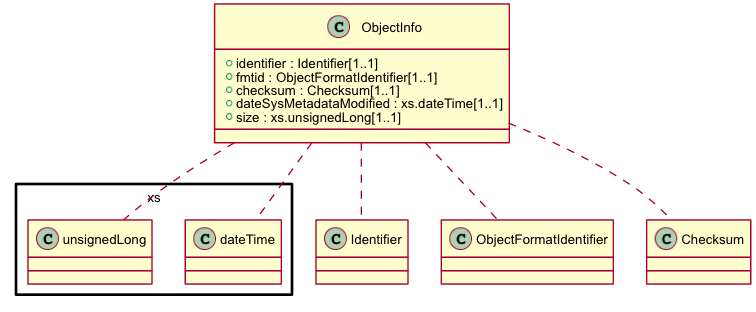 C ObjectInfo
identifier : Identifier[1..1]
fmtid : ObjectFormatIdentifier[1..1]
checksum : Checksum[1..1]
dateSysMetadataModified : xs.dateTime[1..1]
size : xs.unsignedLong[1..1]
xs
C unsignedLong
C dateTime
C Identifier
C ObjectFormatIdentifier
C Checksum